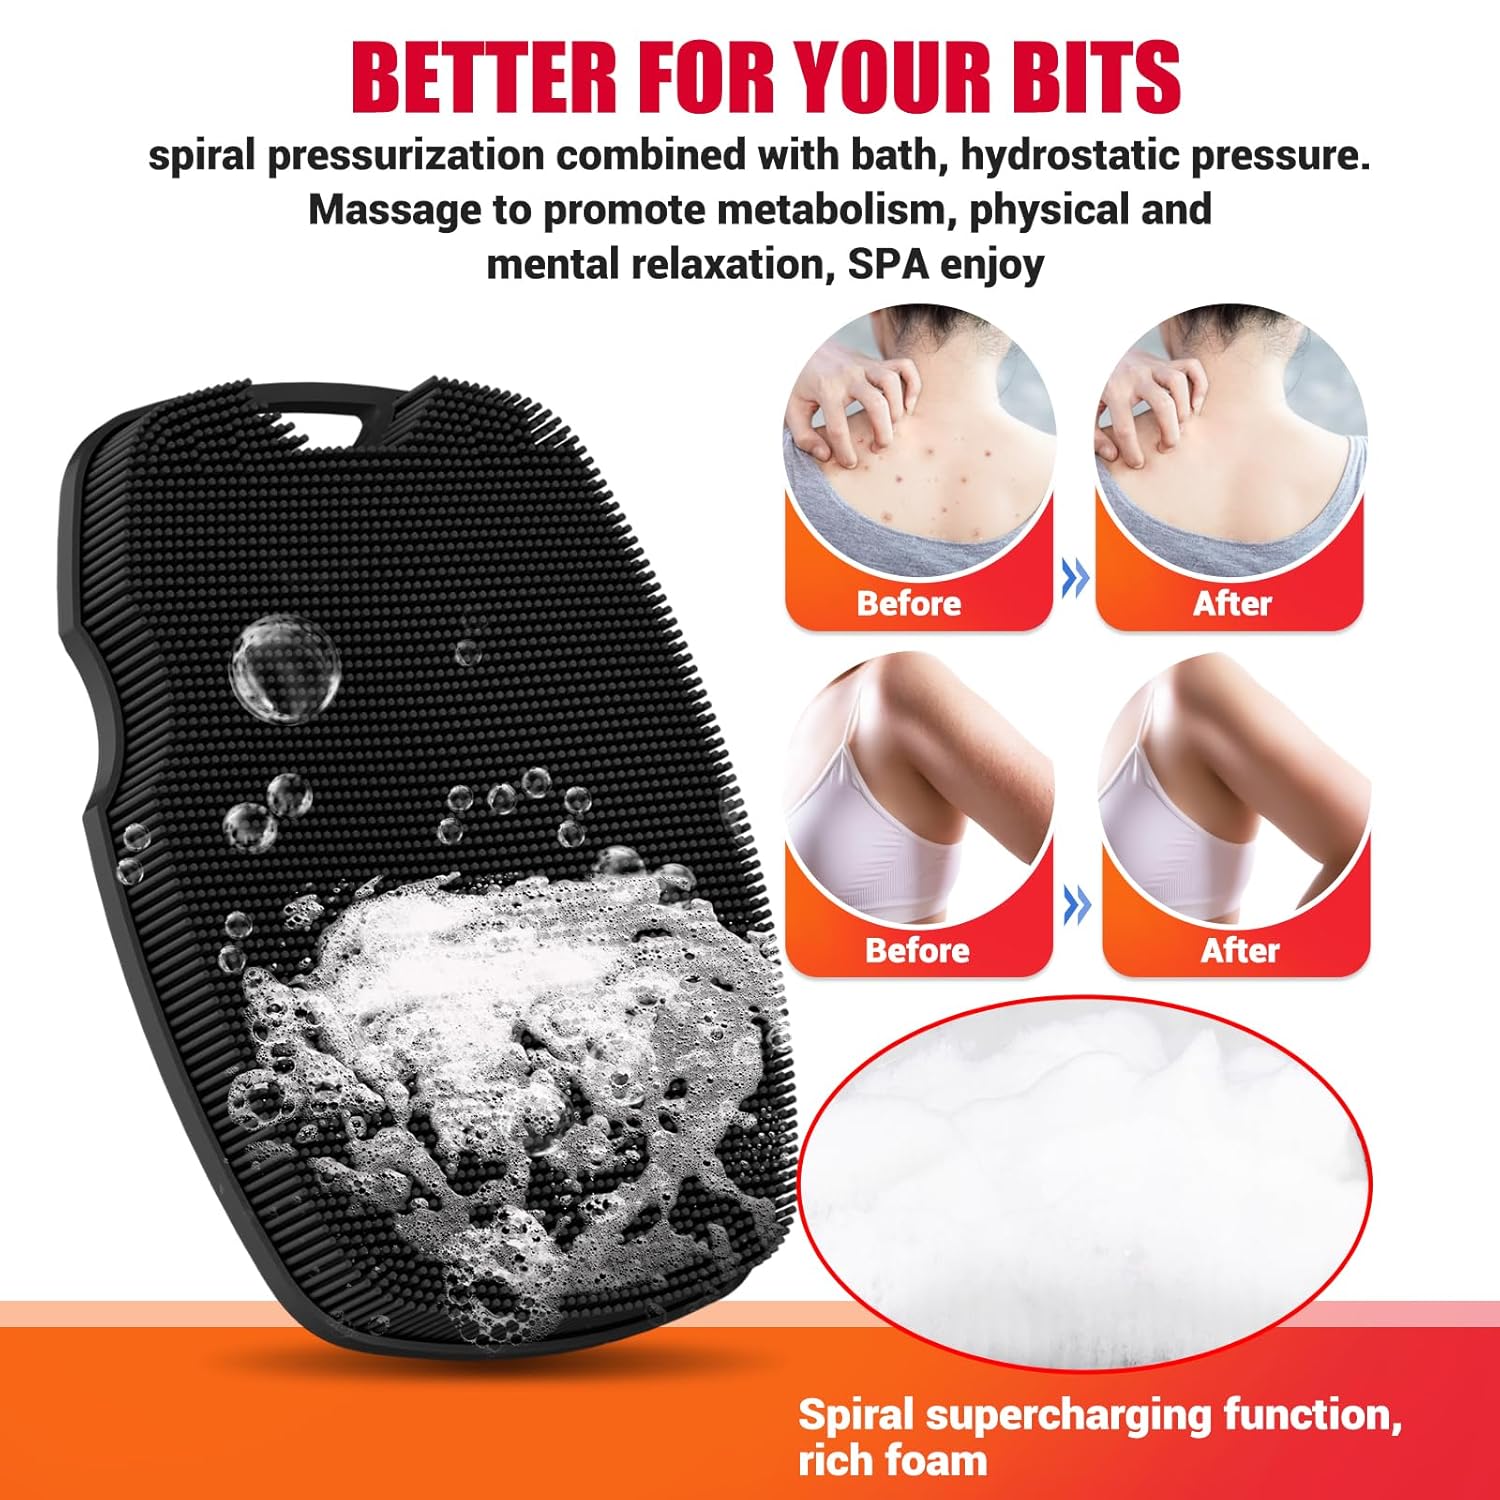 BETTER FOR YOUR BITS
spiral pressurization combined with bath, hydrostatic pressure.
Massage to promote metabolism, physical and
mental relaxation, SPA enjoy
Before
After
Before
After
Spiral supercharging function,
rich foam